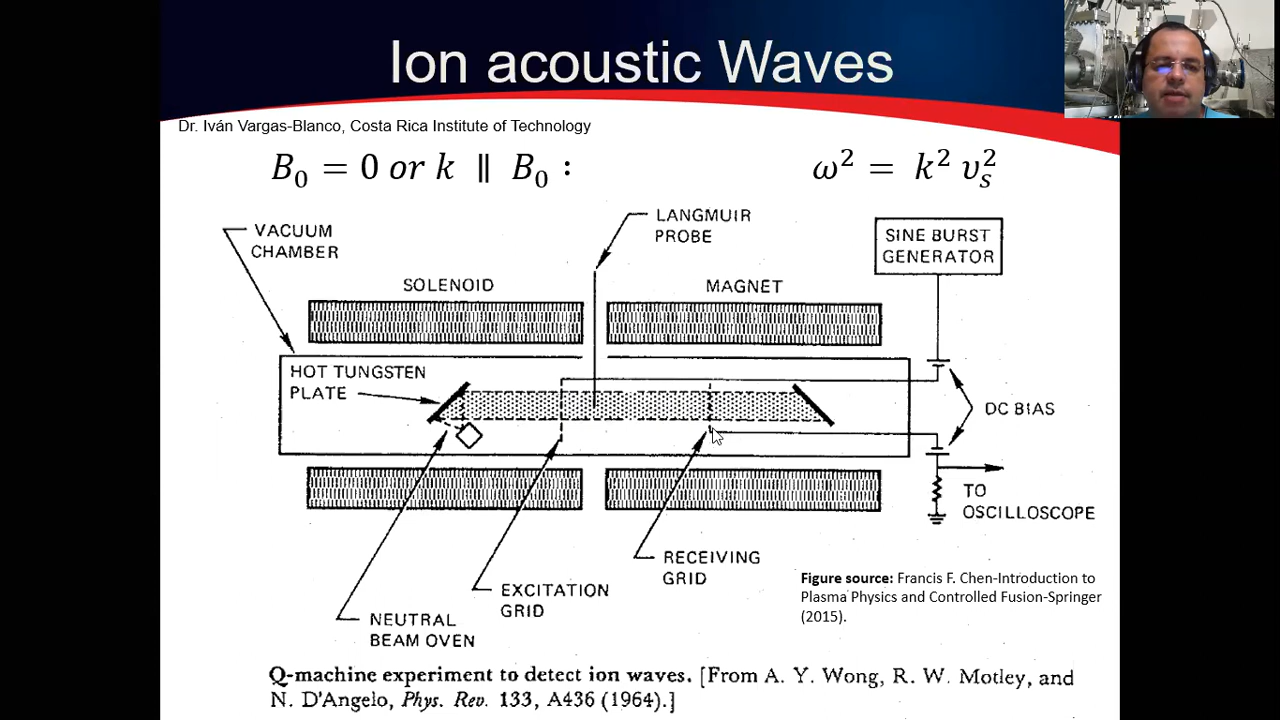 Ion acoustic Waves
Dr. Iván Vargas-Blanco, Costa Rica Institute of Technology
B₀ = 0 or k ∥ B₀ :
ω² = k² υₛ²
VACUUM
CHAMBER
LANGMUIR
PROBE
SINE BURST
GENERATOR
SOLENOID
MAGNET
HOT TUNGSTEN
PLATE
DC BIAS
TO
OSCILLOSCOPE
RECEIVING
GRID
EXCITATION
GRID
NEUTRAL
BEAM OVEN
Figure source: Francis F. Chen-Introduction to
Plasma Physics and Controlled Fusion-Springer
(2015).
Q-machine experiment to detect ion waves. [From A. Y. Wong, R. W. Motley, and
N. D'Angelo, Phys. Rev. 133, A436 (1964).]